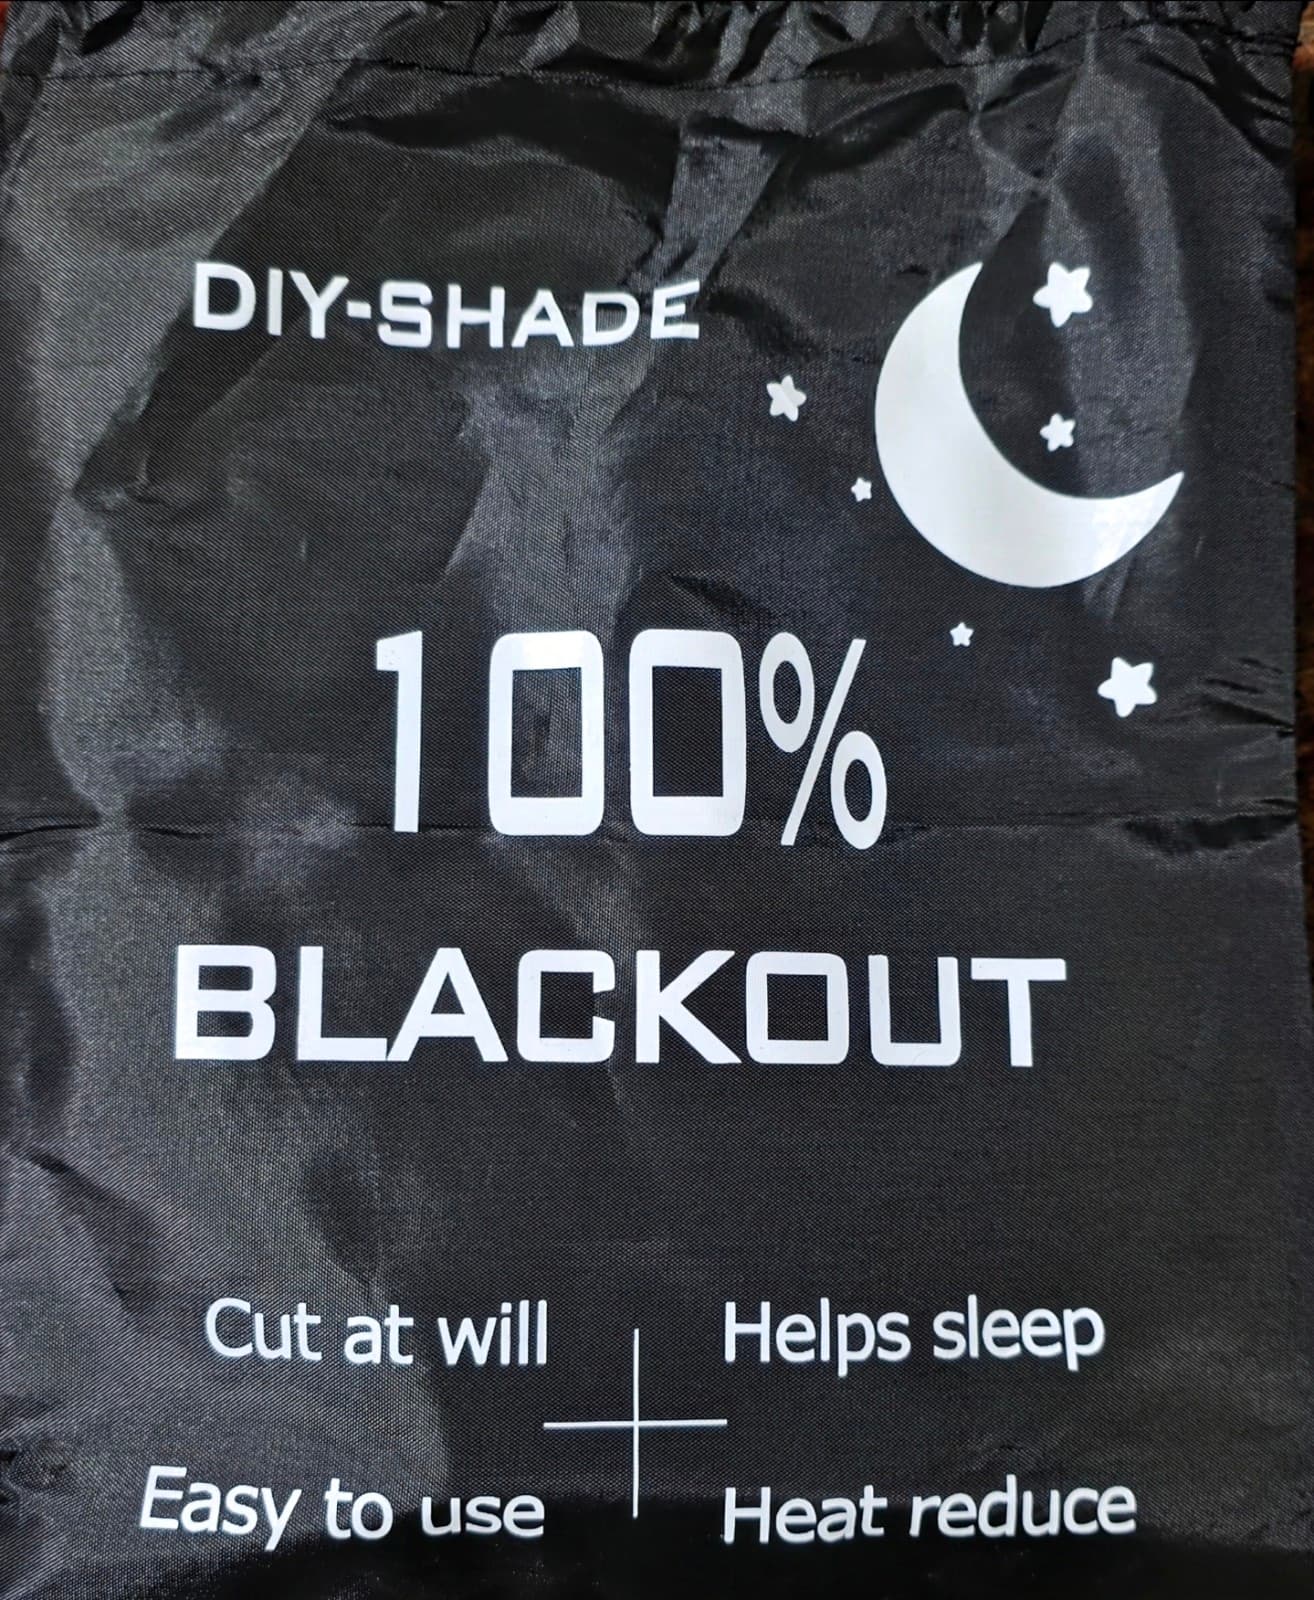 DIY-SHADE
100%
BLACKOUT
Cut at will
Helps sleep
Easy to use
Heat reduce